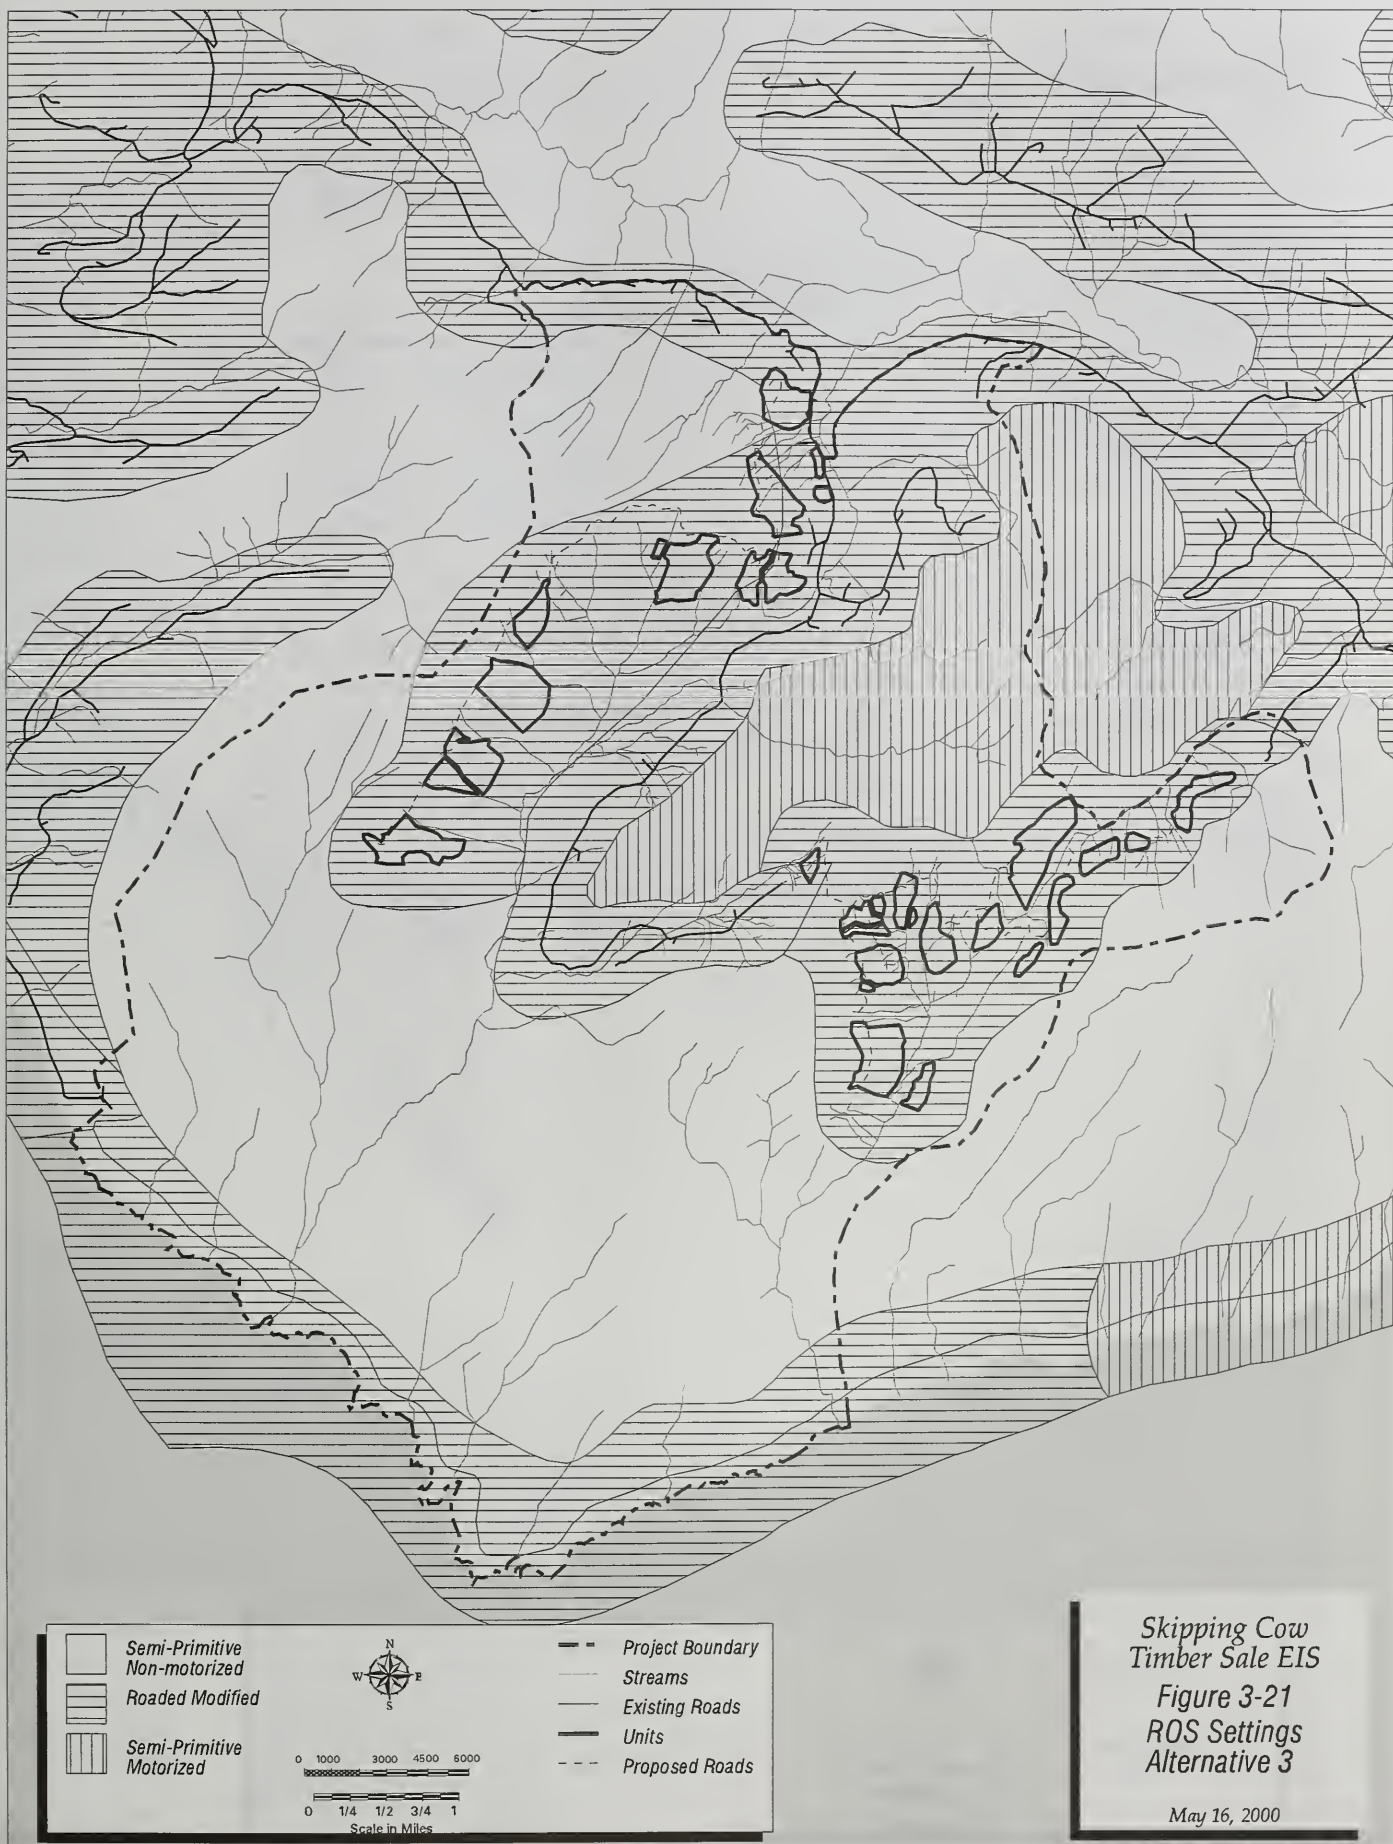 Semi-Primitive
Non-motorized
Roaded Modified
Semi-Primitive
Motorized
N
W E
S
0 1000 3000 4500 6000
0 1/4 1/2 3/4 1
Scale in Miles
Project Boundary
Streams
Existing Roads
Units
Proposed Roads
Skipping Cow
Timber Sale EIS
Figure 3-21
ROS Settings
Alternative 3
May 16, 2000